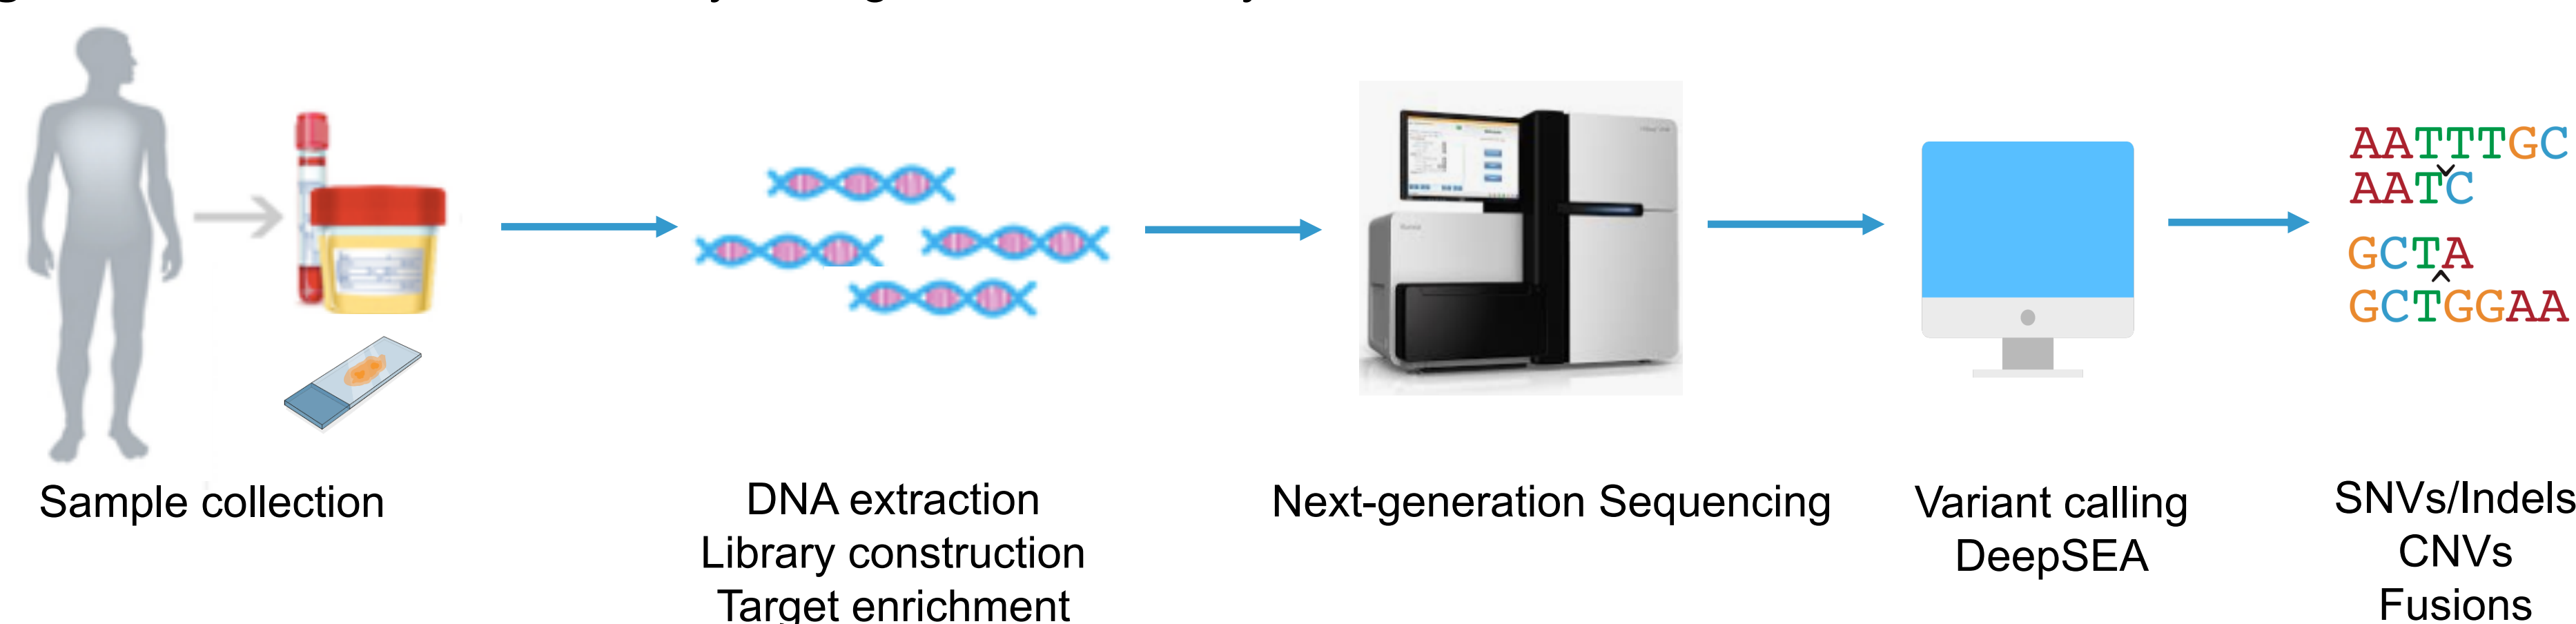 AATTTGC
AATC
GCTA
GCTGGAA
Sample collection
DNA extraction
Library construction
Target enrichment
Next-generation Sequencing
Variant calling
DeepSEA
SNVs/Indels
CNVs
Fusions